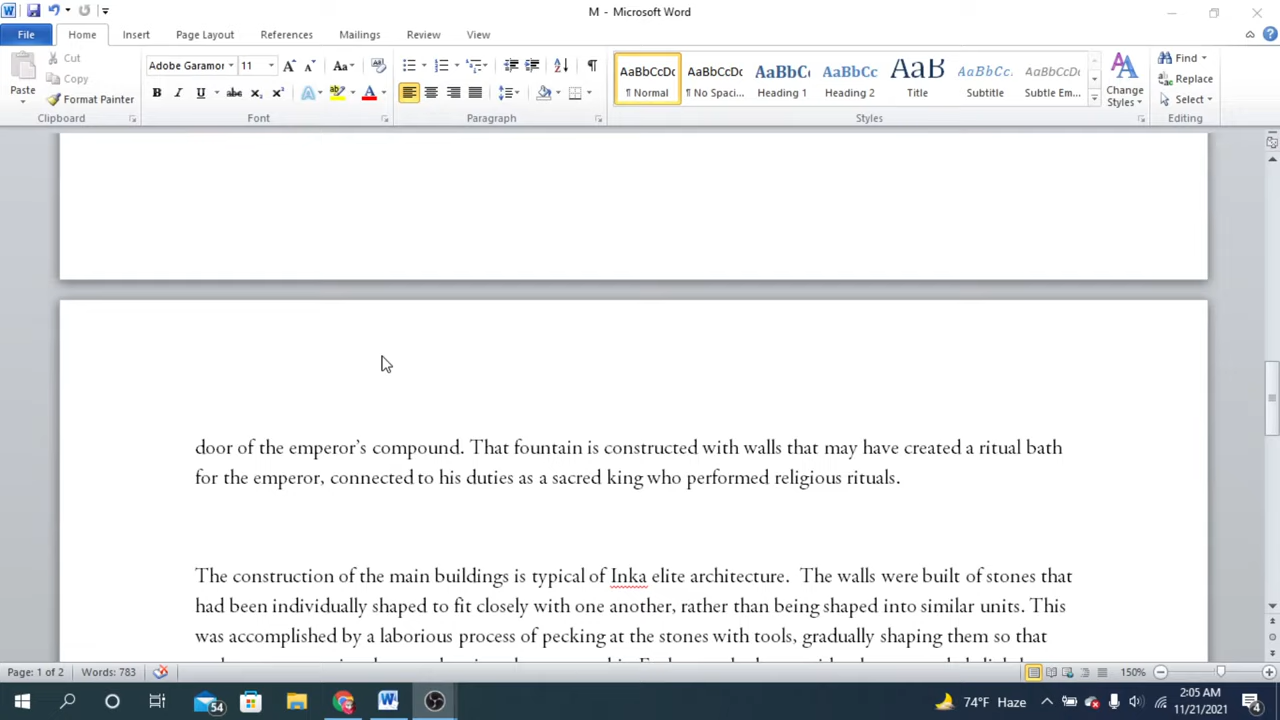 M - Microsoft Word
File Home Insert Page Layout References Mailings Review View
Cut
Copy
Paste
Format Painter
Clipboard
Adobe Garamor 11
Font
Paragraph
AaBbCcDc AaBbCcDc AaBbC AaBbCc AaB AaBbCc. AaBbCcDc
¶ Normal ¶ No Spaci... Heading 1 Heading 2 Title Subtitle Subtle Em...
Change
Styles
Styles
Find
Replace
Select
Editing
door of the emperor’s compound. That fountain is constructed with walls that may have created a ritual bath
for the emperor, connected to his duties as a sacred king who performed religious rituals.
The construction of the main buildings is typical of Inka elite architecture.  The walls were built of stones that
had been individually shaped to fit closely with one another, rather than being shaped into similar units. This
was accomplished by a laborious process of pecking at the stones with tools, gradually shaping them so that
Page: 1 of 2 Words: 783 150%
54
74°F Haze
2:05 AM
11/21/2021
4